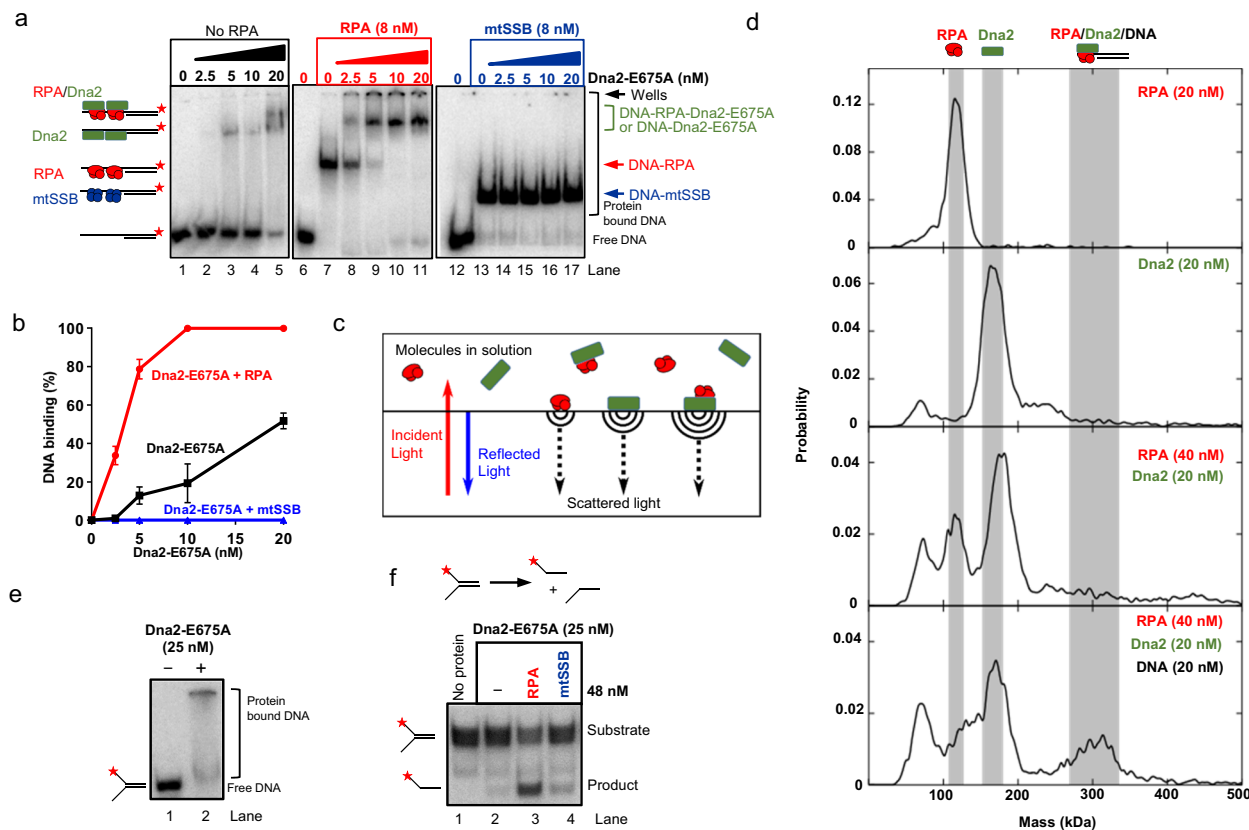 a
No RPA
RPA (8 nM)
mtSSB (8 nM)
0 2.5 5 10 20
0 0 2.5 5 10 20
0 0 2.5 5 10 20
Dna2-E675A (nM)
Wells
RPA/Dna2
DNA-RPA-Dna2-E675A
or DNA-Dna2-E675A
Dna2
RPA
DNA-RPA
mtSSB
DNA-mtSSB
Protein
bound DNA
Free DNA
1 2 3 4 5
6 7 8 9 10 11
12 13 14 15 16 17
Lane
b
100
80
60
40
20
0
DNA binding (%)
Dna2-E675A + RPA
Dna2-E675A
Dna2-E675A + mtSSB
0 5 10 15 20
Dna2-E675A (nM)
c
Molecules in solution
Incident
Light
Reflected
Light
Scattered light
d
RPA
Dna2
RPA/Dna2/DNA
RPA (20 nM)
0.12
0.08
0.04
0
Dna2 (20 nM)
0.06
0.04
0.02
0
RPA (40 nM)
Dna2 (20 nM)
0.04
0.02
0
RPA (40 nM)
Dna2 (20 nM)
DNA (20 nM)
0.04
0.02
0
Probability
100 200 300 400 500
Mass (kDa)
e
Dna2-E675A
(25 nM)
− +
Protein
bound DNA
Free DNA
1 2 Lane
f
+
Dna2-E675A (25 nM)
No protein
−
RPA
mtSSB
48 nM
Substrate
Product
1 2 3 4 Lane